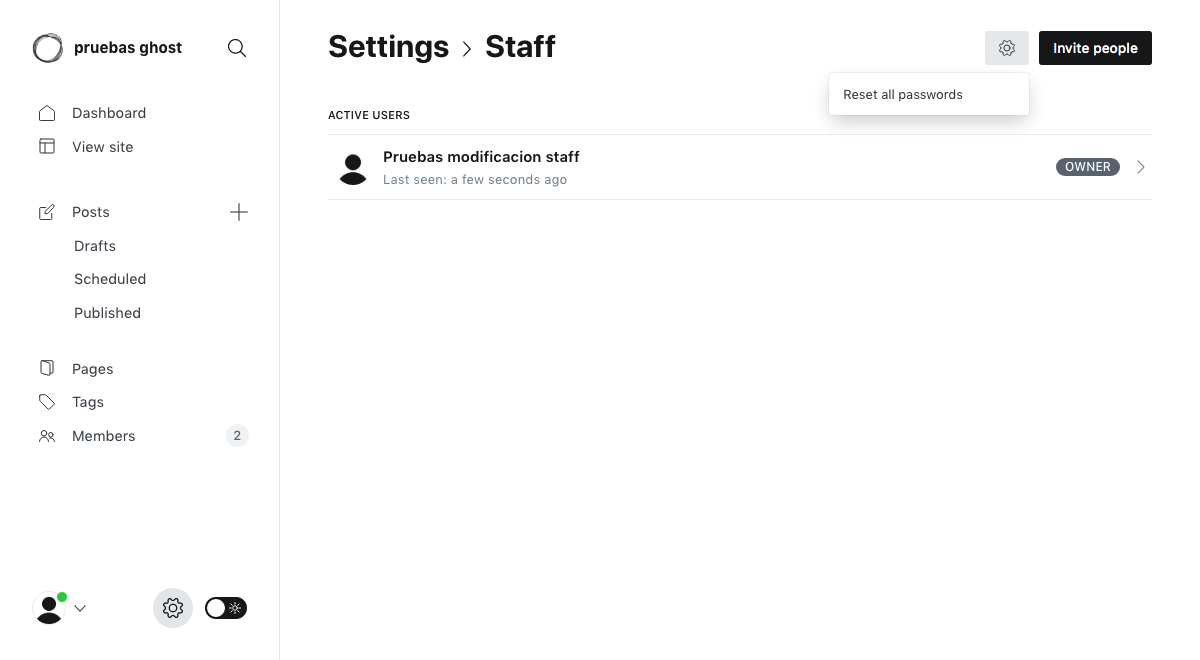 pruebas ghost
Dashboard
View site
Posts
Drafts
Scheduled
Published
Pages
Tags
Members 2
Settings Staff
Invite people
Reset all passwords
ACTIVE USERS
Pruebas modificacion staff
Last seen: a few seconds ago
OWNER